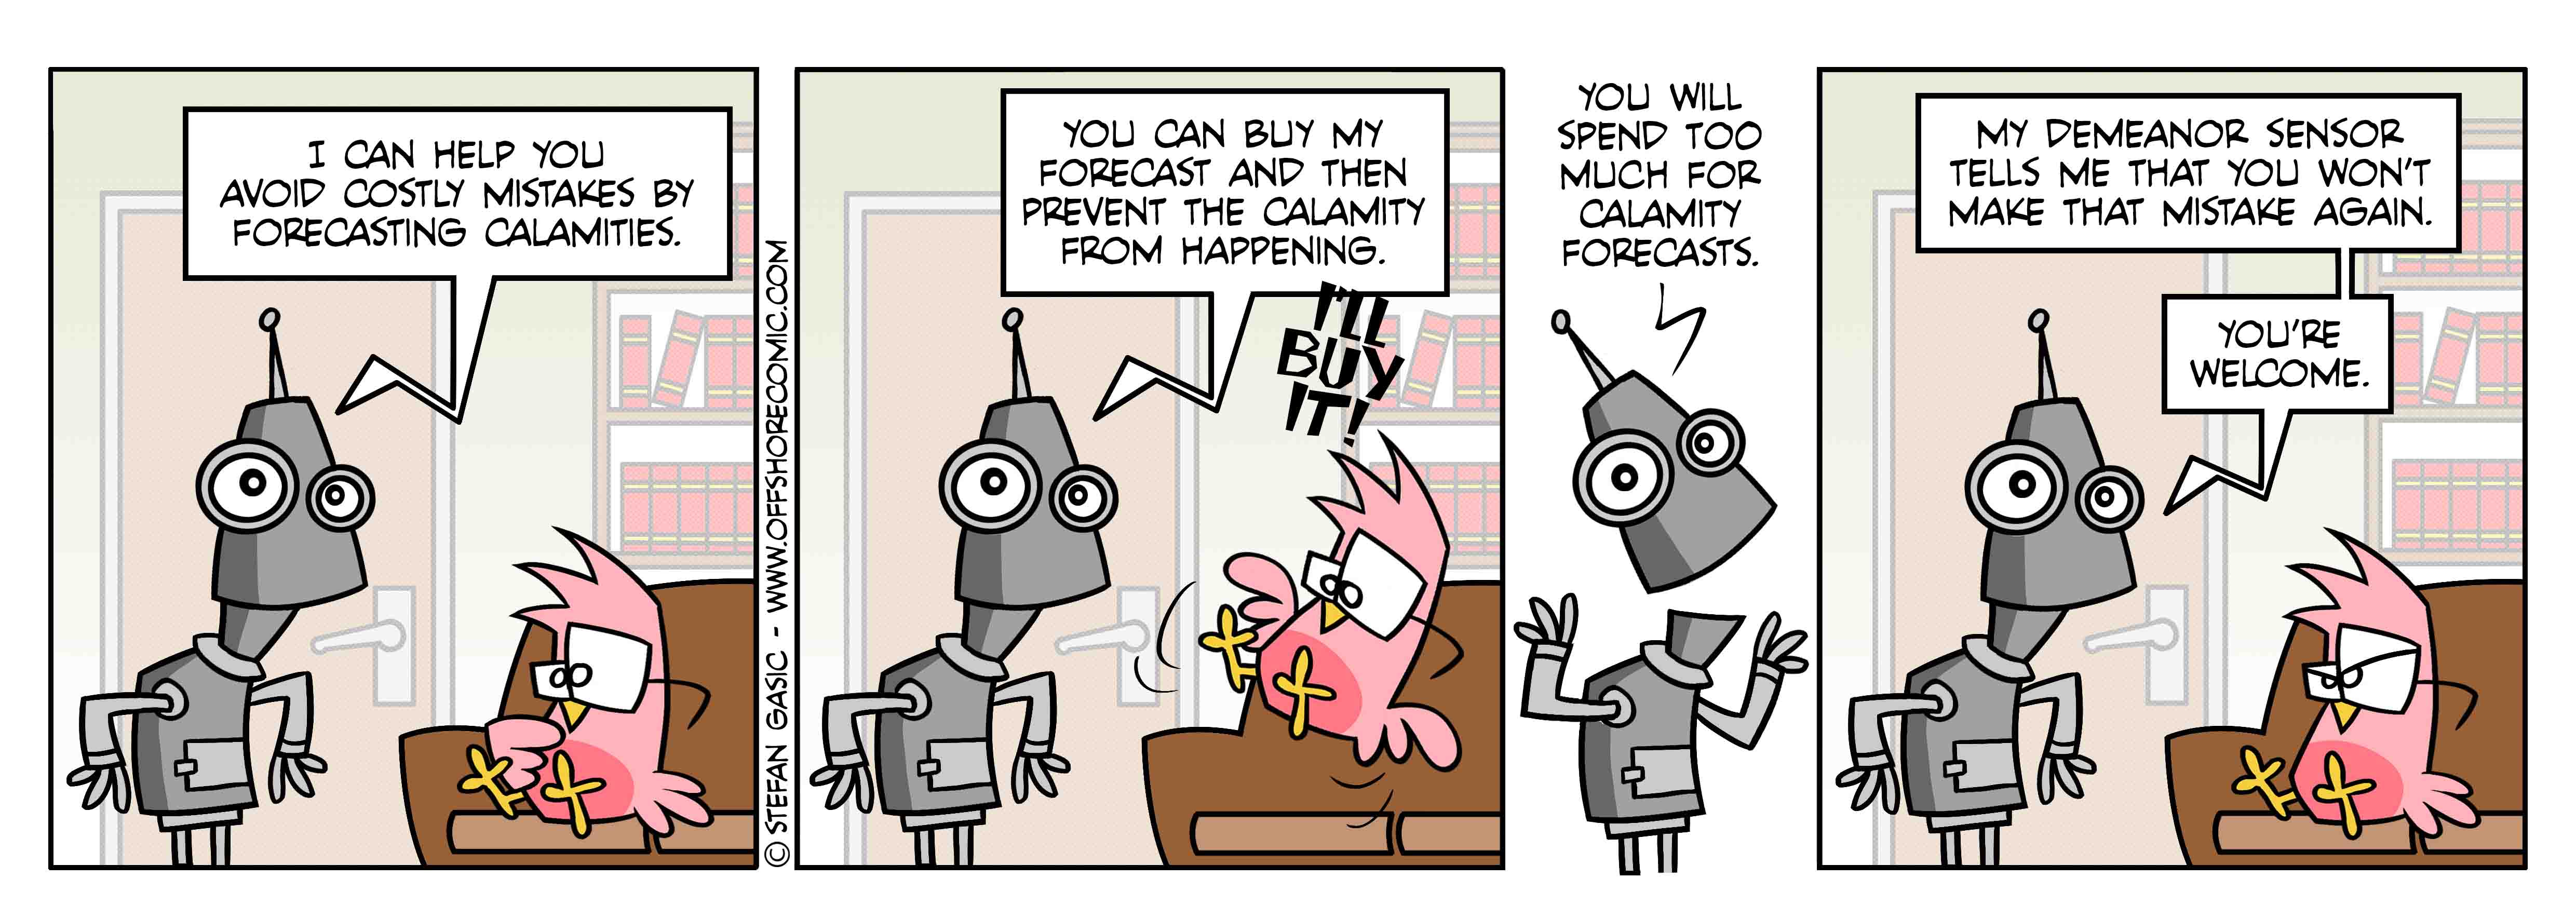 I CAN HELP YOU
AVOID COSTLY MISTAKES BY
FORECASTING CALAMITIES.
© STEFAN GASIC - WWW.OFFSHORECOMIC.COM
YOU CAN BUY MY
FORECAST AND THEN
PREVENT THE CALAMITY
FROM HAPPENING.
I'LL
BUY
IT!
YOU WILL
SPEND TOO
MUCH FOR
CALAMITY
FORECASTS.
MY DEMEANOR SENSOR
TELLS ME THAT YOU WON'T
MAKE THAT MISTAKE AGAIN.
YOU'RE
WELCOME.